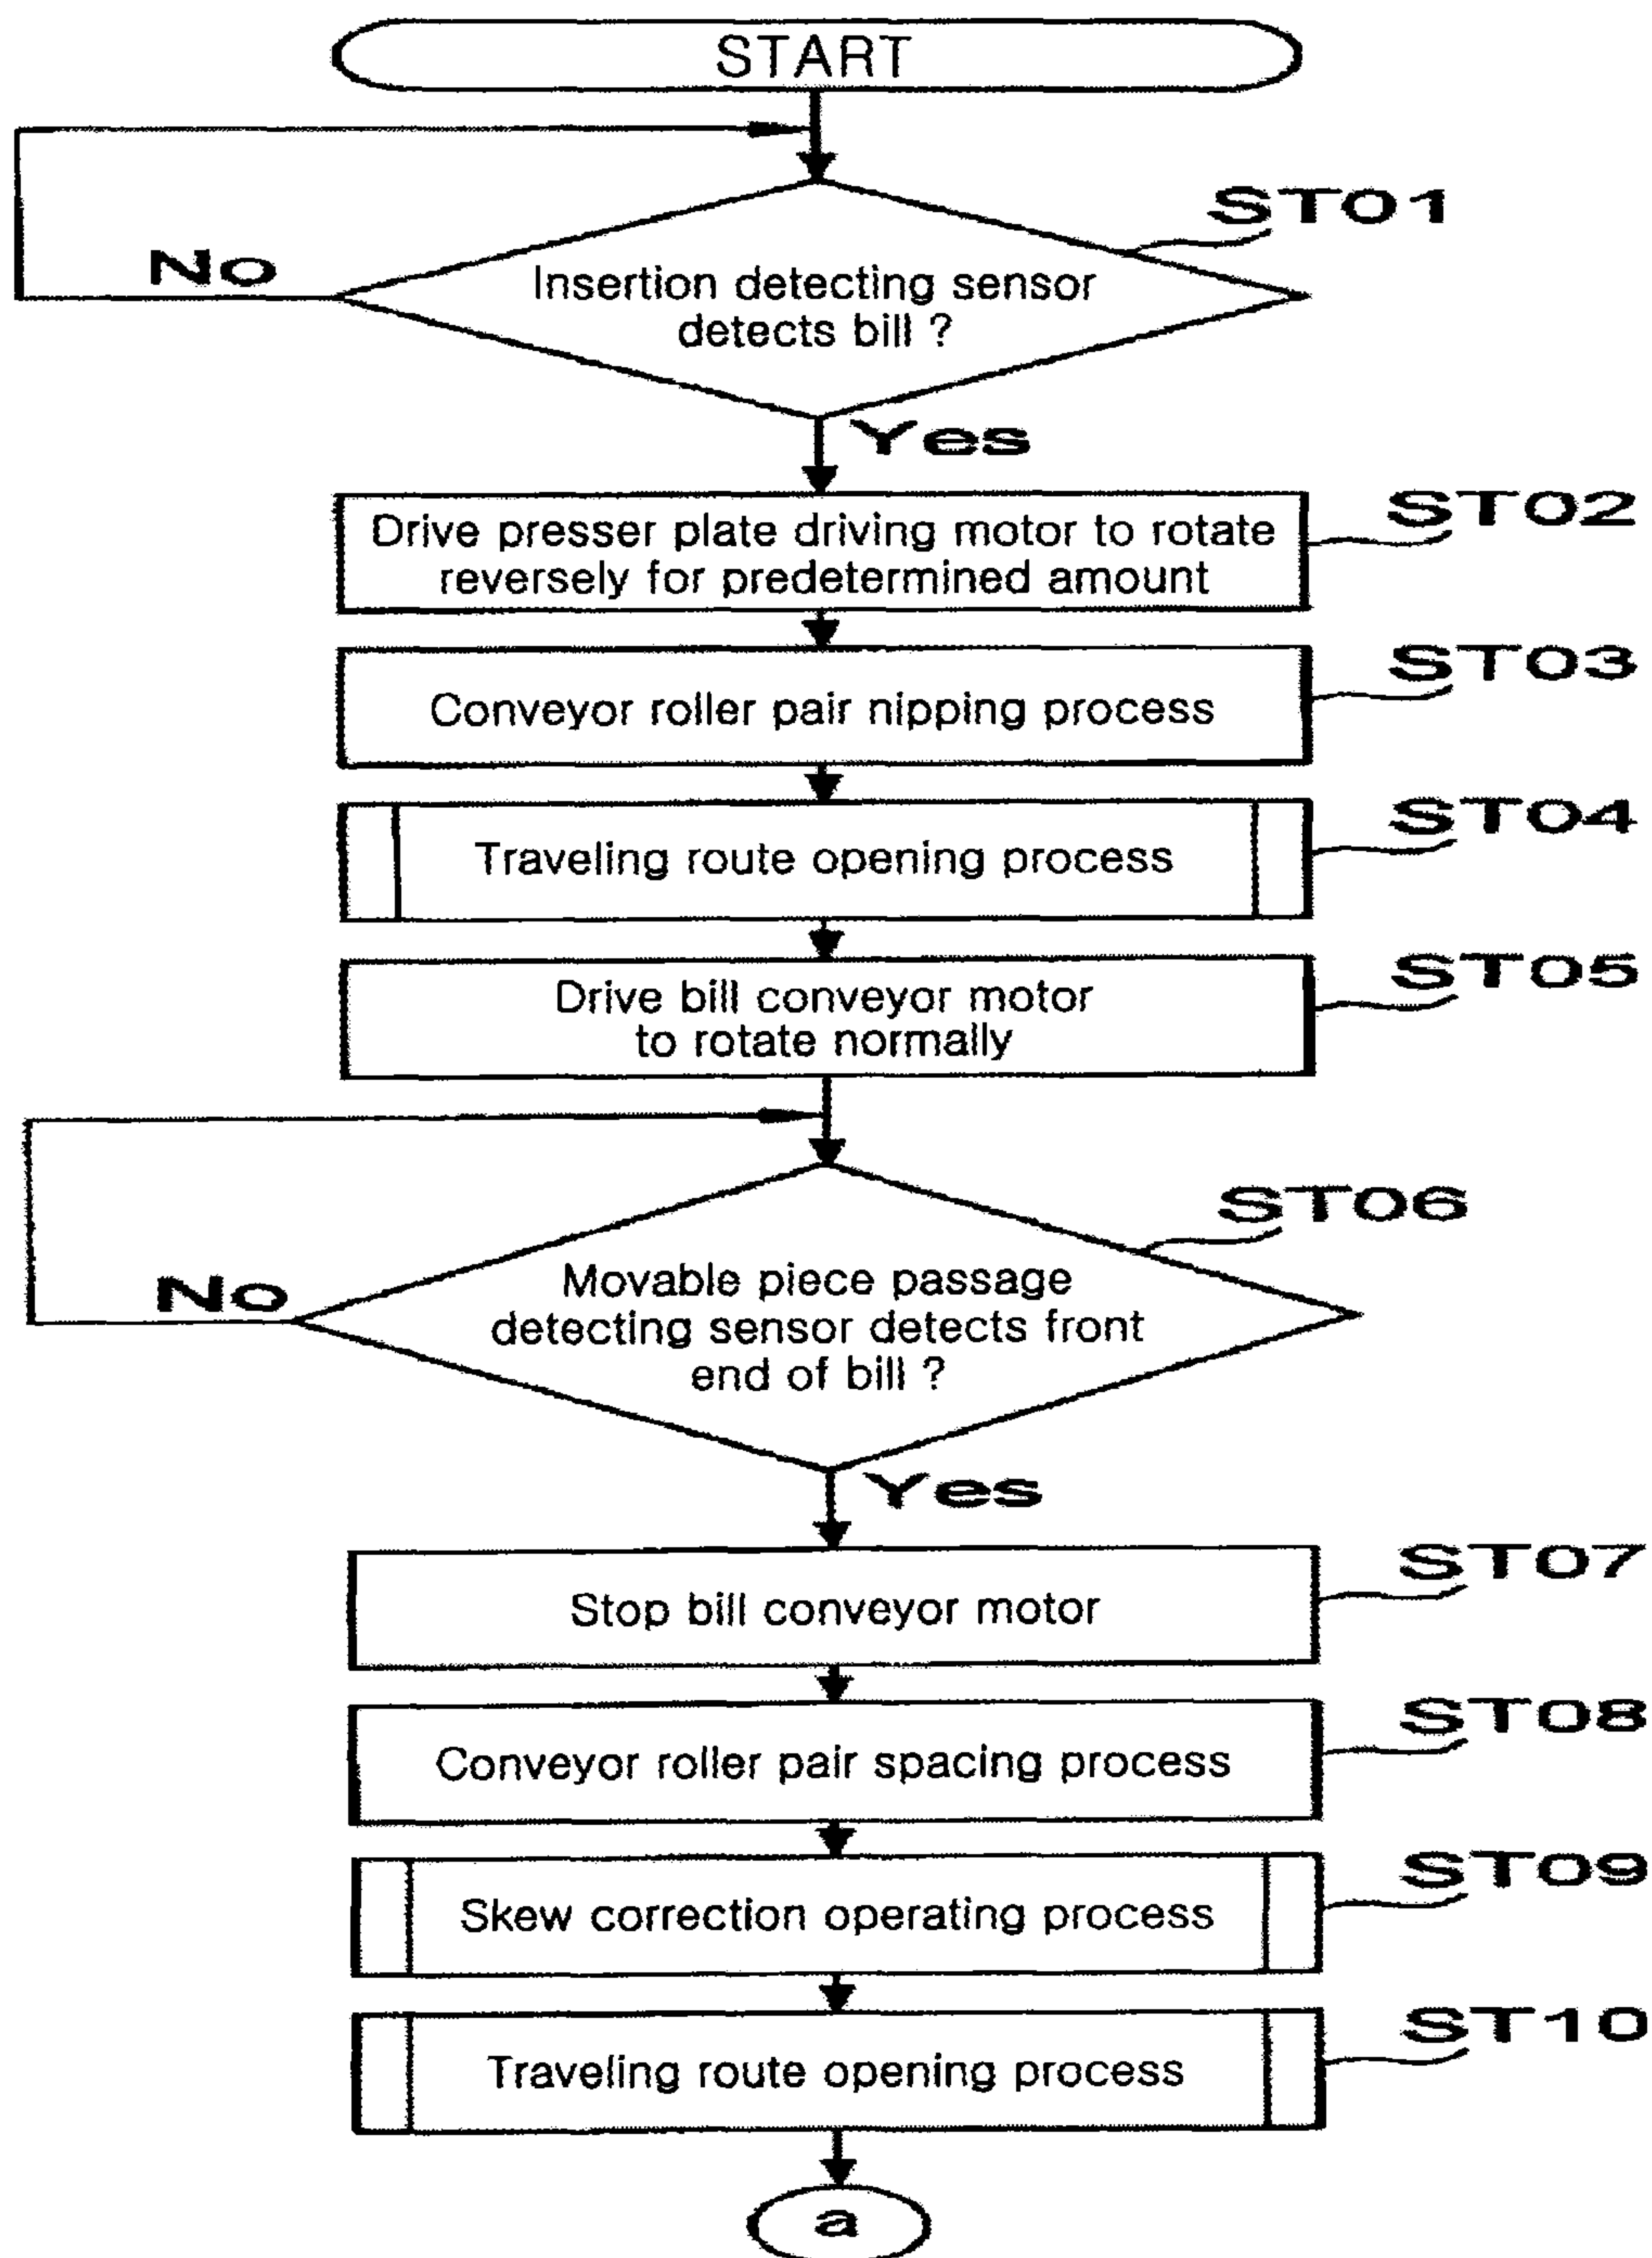 START
ST01
No
Insertion detecting sensor
detects bill ?
Yes
ST02
Drive presser plate driving motor to rotate
reversely for predetermined amount
ST03
Conveyor roller pair nipping process
ST04
Traveling route opening process
ST05
Drive bill conveyor motor
to rotate normally
ST06
No
Movable piece passage
detecting sensor detects front
end of bill ?
Yes
ST07
Stop bill conveyor motor
ST08
Conveyor roller pair spacing process
ST09
Skew correction operating process
ST10
Traveling route opening process
a